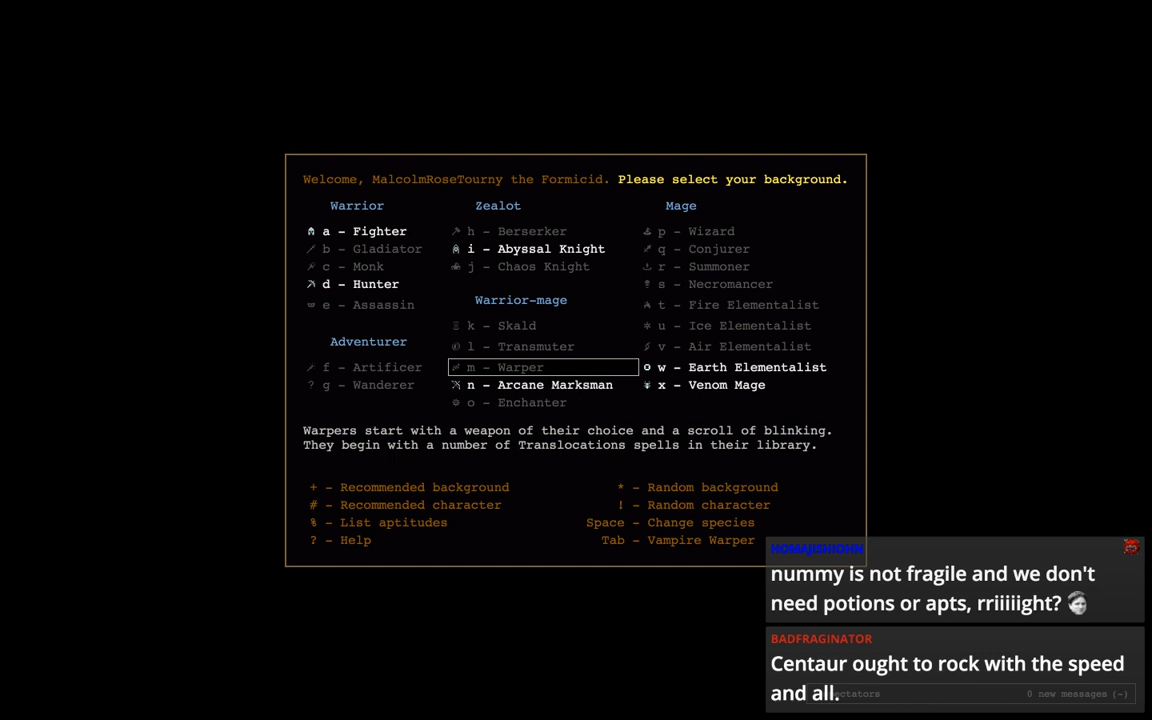 Welcome, MalcolmRoseTourny the Formicid. Please select your background.
Warrior
a - Fighter
b - Gladiator
c - Monk
d - Hunter
e - Assassin
Adventurer
f - Artificer
g - Wanderer
Zealot
h - Berserker
i - Abyssal Knight
j - Chaos Knight
Warrior-mage
k - Skald
l - Transmuter
m - Warper
n - Arcane Marksman
o - Enchanter
Mage
p - Wizard
q - Conjurer
r - Summoner
s - Necromancer
t - Fire Elementalist
u - Ice Elementalist
v - Air Elementalist
w - Earth Elementalist
x - Venom Mage
Warpers start with a weapon of their choice and a scroll of blinking.
They begin with a number of Translocations spells in their library.
+ - Recommended background
# - Recommended character
% - List aptitudes
? - Help
* - Random background
! - Random character
Space - Change species
Tab - Vampire Warper
HOMAJISHIOHN
nummy is not fragile and we don't
need potions or apts, rriiiiight?
BADFRAGINATOR
Centaur ought to rock with the speed
and all.
0 new messages (-)